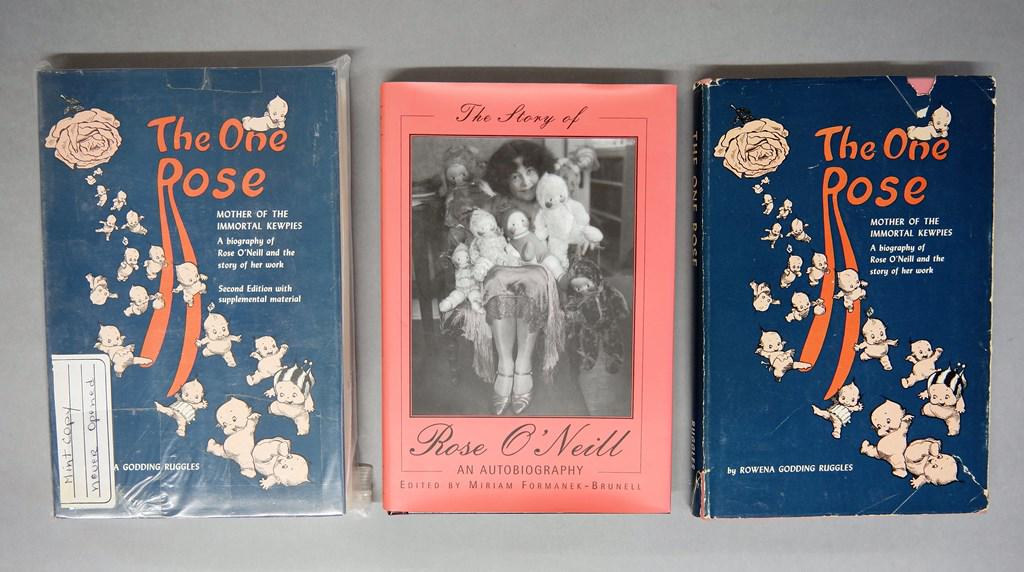 The One
Rose
MOTHER OF THE
IMMORTAL KEWPIES
A biography of
Rose O'Neill and the
story of her work
Second Edition with
supplemental material
Mint copy
never opened
A GODDING RUGGLES
The Story of
Rose O'Neill
AN AUTOBIOGRAPHY
EDITED BY MIRIAM FORMANEK-BRUNELL
THE ONE ROSE
The One
Rose
MOTHER OF THE
IMMORTAL KEWPIES
A biography of
Rose O'Neill and the
story of her work
by ROWENA GODDING RUGGLES